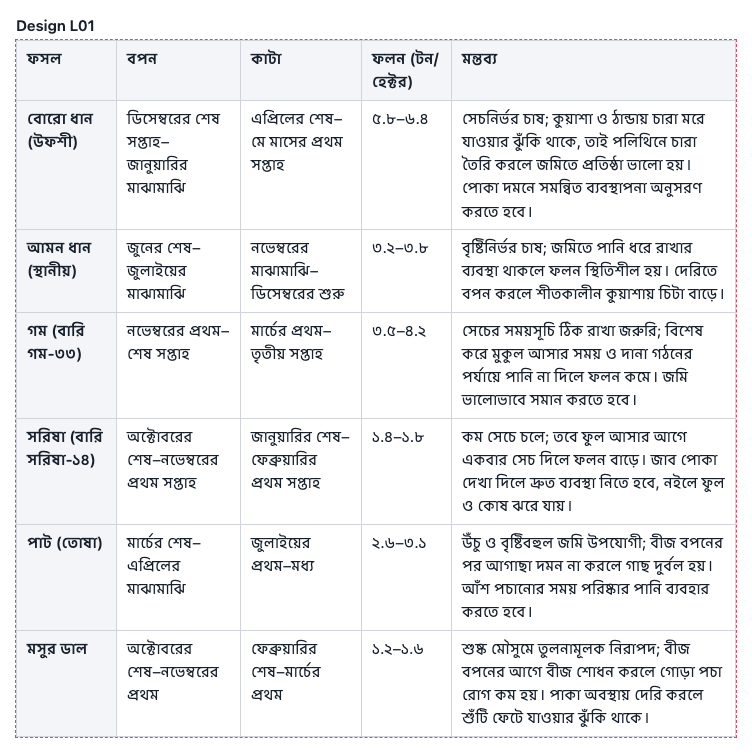 Design L01
ফসল
বপন
কাটা
ফলন (টন/
হেক্টর)
মন্তব্য
বোরো ধান
(উফশী)
ডিসেম্বরের শেষ
সপ্তাহ–
জানুয়ারির
মাঝামাঝি
এপ্রিলের শেষ–
মে মাসের প্রথম
সপ্তাহ
৫.৮–৬.৪
সেচনির্ভর চাষ; কুয়াশা ও ঠান্ডায় চারা মরে
যাওয়ার ঝুঁকি থাকে, তাই পলিথিনে চারা
তৈরি করলে জমিতে প্রতিষ্ঠা ভালো হয়।
পোকা দমনে সমন্বিত ব্যবস্থাপনা অনুসরণ
করতে হবে।
আমন ধান
(স্থানীয়)
জুনের শেষ–
জুলাইয়ের
মাঝামাঝি
নভেম্বরের
মাঝামাঝি–
ডিসেম্বরের শুরু
৩.২–৩.৮
বৃষ্টিনির্ভর চাষ; জমিতে পানি ধরে রাখার
ব্যবস্থা থাকলে ফলন স্থিতিশীল হয়। দেরিতে
বপন করলে শীতকালীন কুয়াশায় চিটা বাড়ে।
গম (বারি
গম-৩৩)
নভেম্বরের প্রথম–
শেষ সপ্তাহ
মার্চের প্রথম–
তৃতীয় সপ্তাহ
৩.৫–৪.২
সেচের সময়সূচি ঠিক রাখা জরুরি; বিশেষ
করে মুকুল আসার সময় ও দানা গঠনের
পর্যায়ে পানি না দিলে ফলন কমে। জমি
ভালোভাবে সমান করতে হবে।
সরিষা (বারি
সরিষা-১৪)
অক্টোবরের
শেষ–নভেম্বরের
প্রথম সপ্তাহ
জানুয়ারির শেষ–
ফেব্রুয়ারির
প্রথম সপ্তাহ
১.৪–১.৮
কম সেচে চলে; তবে ফুল আসার আগে
একবার সেচ দিলে ফলন বাড়ে। জাব পোকা
দেখা দিলে দ্রুত ব্যবস্থা নিতে হবে, নইলে ফুল
ও কোষ ঝরে যায়।
পাট (তোষা)
মার্চের শেষ–
এপ্রিলের
মাঝামাঝি
জুলাইয়ের
প্রথম–মধ্য
২.৬–৩.১
উঁচু ও বৃষ্টিবহুল জমি উপযোগী; বীজ বপনের
পর আগাছা দমন না করলে গাছ দুর্বল হয়।
আঁশ পচানোর সময় পরিষ্কার পানি ব্যবহার
করতে হবে।
মসুর ডাল
অক্টোবরের
শেষ–নভেম্বরের
প্রথম
ফেব্রুয়ারির
শেষ–মার্চের
প্রথম
১.২–১.৬
শুষ্ক মৌসুমে তুলনামূলক নিরাপদ; বীজ
বপনের আগে বীজ শোধন করলে গোড়া পচা
রোগ কম হয়। পাকা অবস্থায় দেরি করলে
শুঁটি ফেটে যাওয়ার ঝুঁকি থাকে।